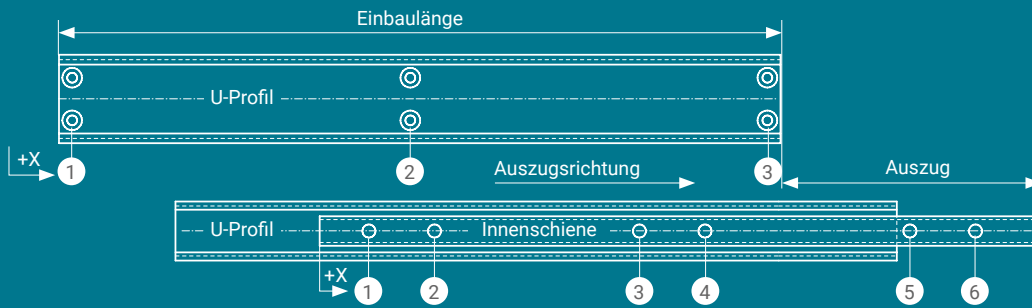 Einbaulänge
U-Profil
+X
1
2
3
Auszugsrichtung
Auszug
U-Profil
Innenschiene
+X
1
2
3
4
5
6